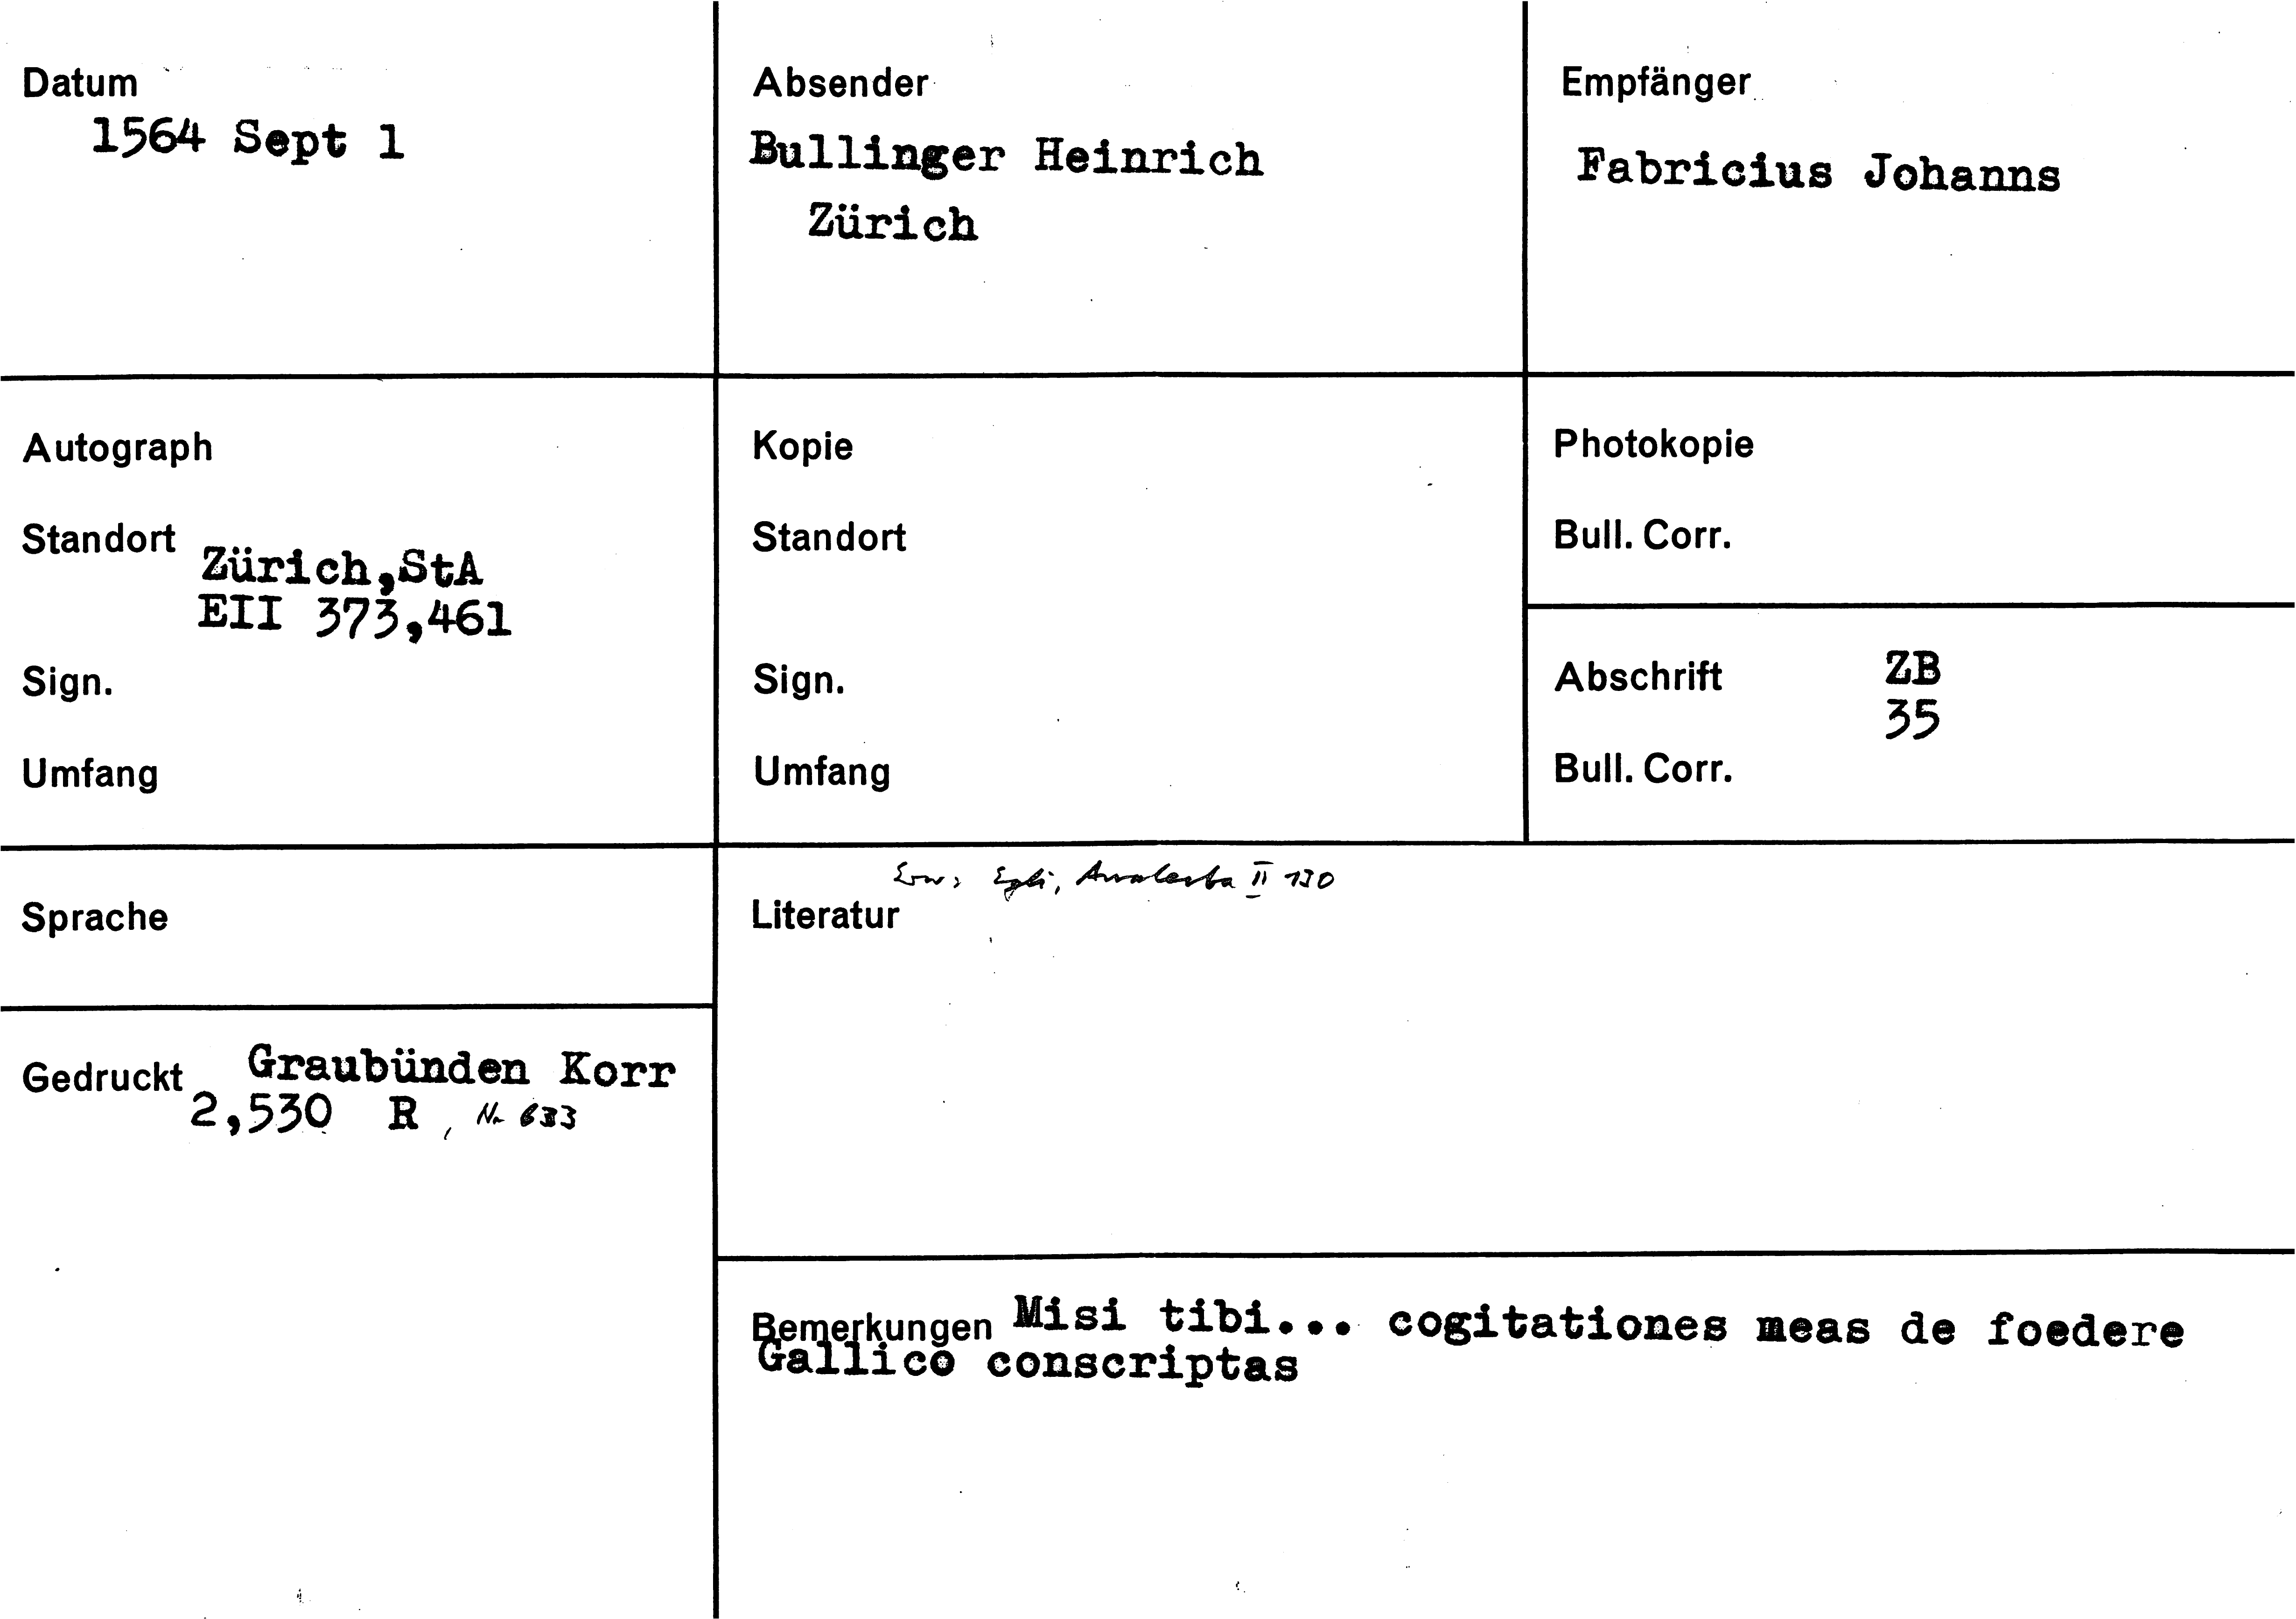 Datum
1564 Sept 1
Absender
Bullinger Heinrich
Zürich
Empfänger
Fabricius Johanns
Autograph
Standort
Zürich,StA
EII 373,461
Sign.
Umfang
Kopie
Standort
Sign.
Umfang
Photokopie
Bull. Corr.
Abschrift ZB
35
Bull. Corr.
Sprache
Erw: Egli, Analecta II 130
Literatur
Gedruckt Graubünden Korr
2,530 R , Nr 633
Bemerkungen Misi tibi... cogitationes meas de foedere
Gallico conscriptas